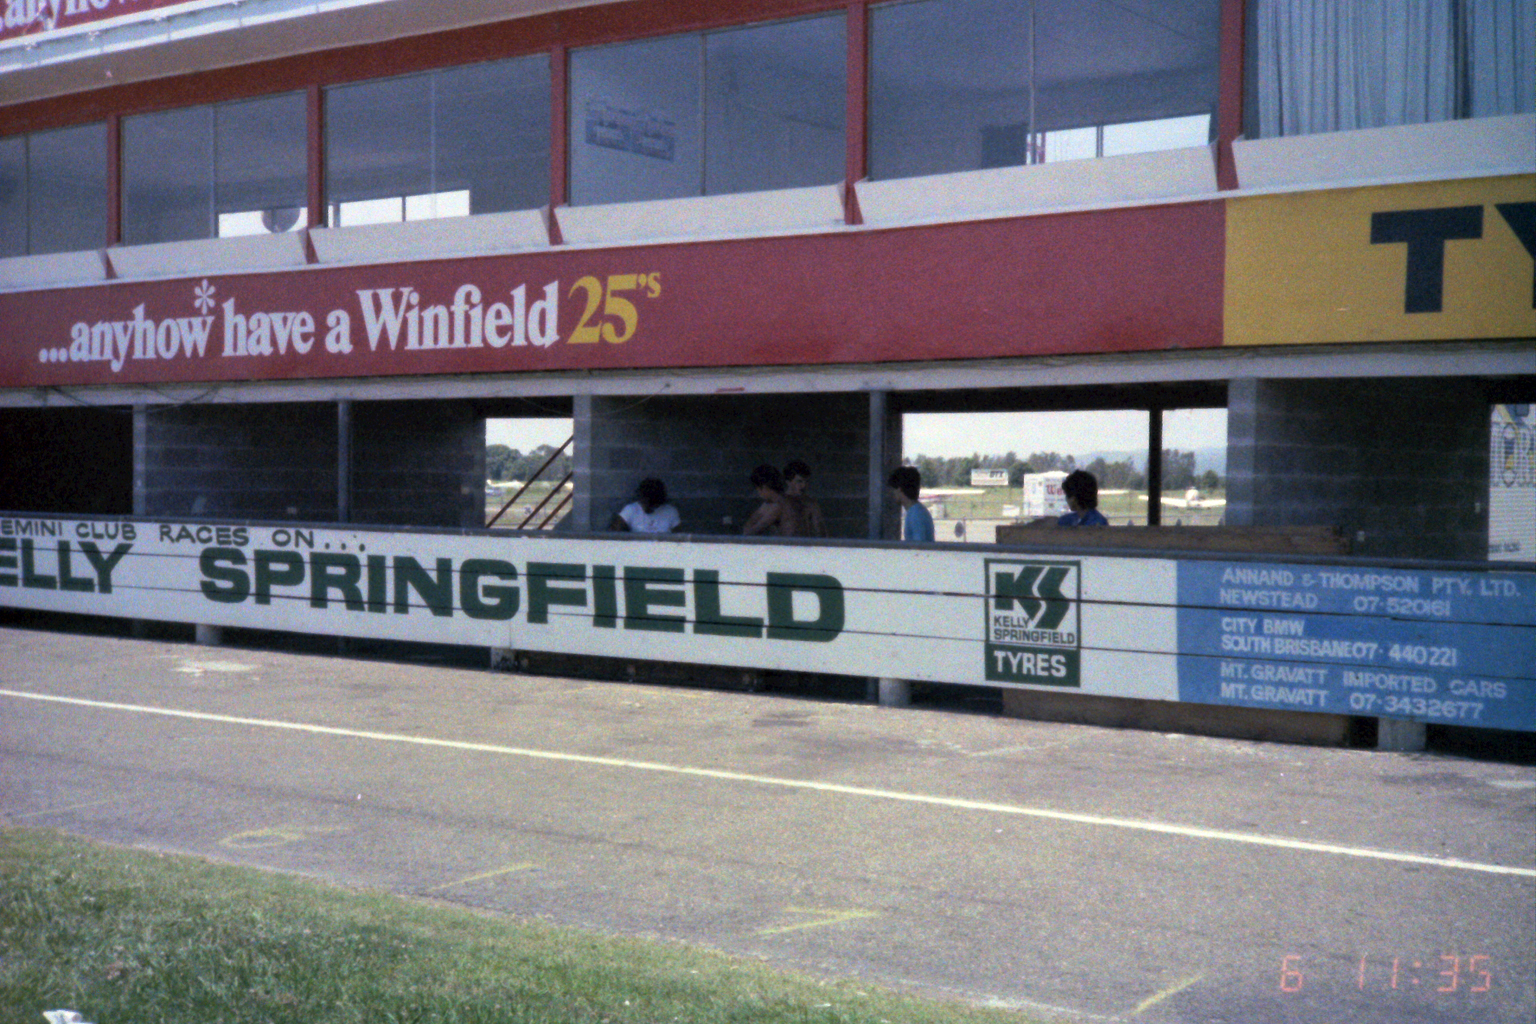 ...anyhow
...anyhow* have a Winfield 25's
TY
EMINI CLUB RACES ON...
ELLY SPRINGFIELD
KS
KELLY
SPRINGFIELD
TYRES
ANNAND & THOMPSON PTY. LTD.
NEWSTEAD 07·520161
CITY BMW
SOUTH BRISBANE 07·440221
MT. GRAVATT IMPORTED CARS
MT. GRAVATT 07·3432677
6 11:35